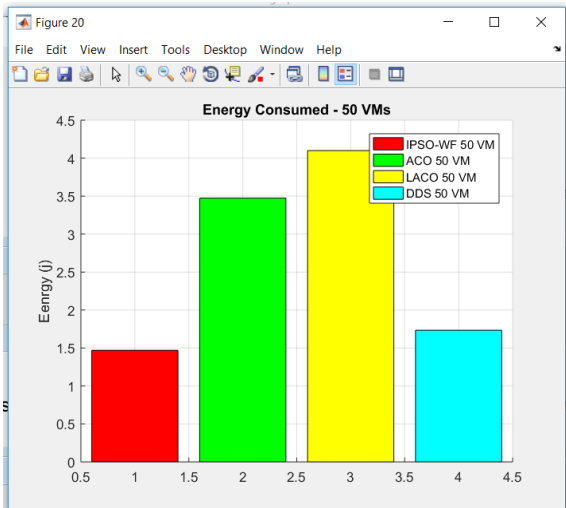 Figure 20
File Edit View Insert Tools Desktop Window Help
Energy Consumed - 50 VMs
IPSO-WF 50 VM
ACO 50 VM
LACO 50 VM
DDS 50 VM
Eenrgy (j)
4.5
4
3.5
3
2.5
2
1.5
1
0.5
0
0.5 1 1.5 2 2.5 3 3.5 4 4.5